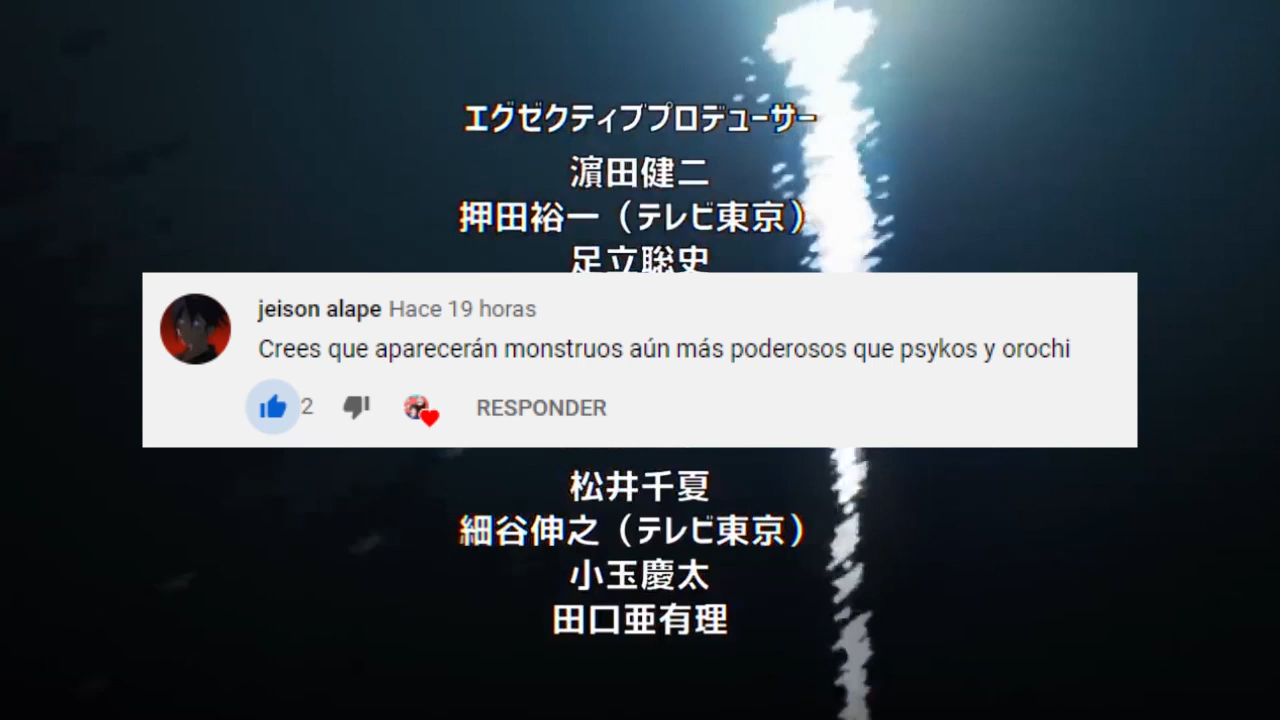 エグゼクティブプロデューサー
濵田健二
押田裕一（テレビ東京）
足立聡史
jeison alape Hace 19 horas
Crees que aparecerán monstruos aún más poderosos que psykos y orochi
2
RESPONDER
松井千夏
細谷伸之（テレビ東京）
小玉慶太
田口亜有理